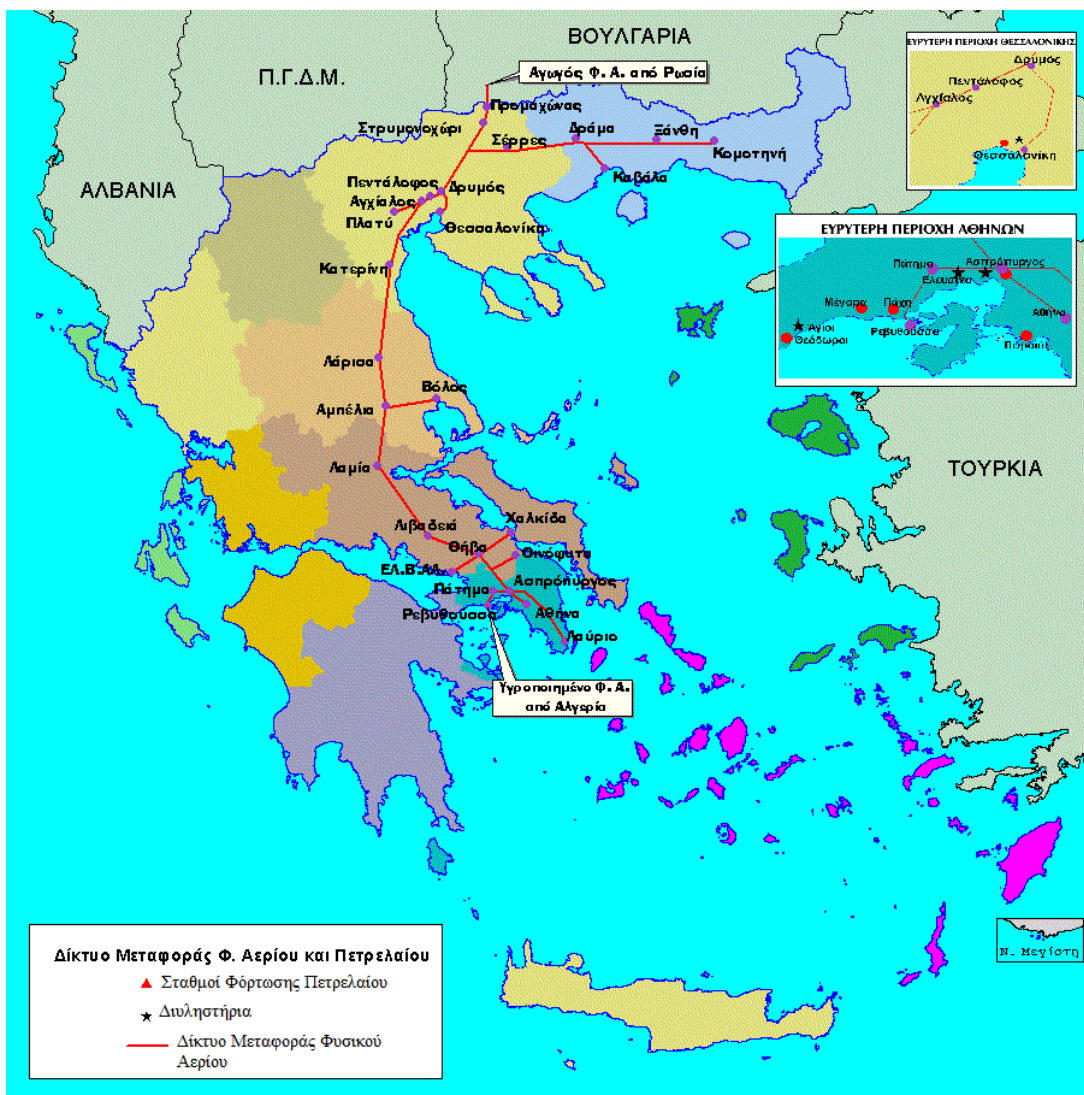 ΒΟΥΛΓΑΡΙΑ
Π.Γ.Δ.Μ.
ΑΛΒΑΝΙΑ
ΤΟΥΡΚΙΑ
Αγωγός Φ. Α. από Ρωσία
Προμαχώνας
Στρυμονοχώρι
Σέρρες
Δράμα
Ξάνθη
Κομοτηνή
Καβάλα
Πεντάλοφος
Δρυμός
Αγχίαλος
Πλατύ
Θεσσαλονίκη
Κατερίνη
Λάρισα
Βόλος
Αμπέλια
Λαμία
Λιβαδειά
Χαλκίδα
Θήβα
Οινόφυτα
ΕΛ.Β.ΑΛ.
Πάτημα
Ασπρόπυργος
Ρεβυθούσσα
Αθήνα
Λαύριο
Υγροποιημένο Φ. Α.
από Αλγερία
ΕΥΡΥΤΕΡΗ ΠΕΡΙΟΧΗ ΘΕΣΣΑΛΟΝΙΚΗΣ
Δρυμός
Πεντάλοφος
Αγχίαλος
Θεσσαλονίκη
ΕΥΡΥΤΕΡΗ ΠΕΡΙΟΧΗ ΑΘΗΝΩΝ
Πάτημα
Ασπρόπυργος
Ελευσίνα
Μέγαρα
Πάχη
Ρεβυθούσσα
Αθήνα
Άγιοι
Θεόδωροι
Ν. Μεγίστη
Δίκτυο Μεταφοράς Φ. Αερίου και Πετρελαίου
Σταθμοί Φόρτωσης Πετρελαίου
Διυληστήρια
Δίκτυο Μεταφοράς Φυσικού
Αερίου